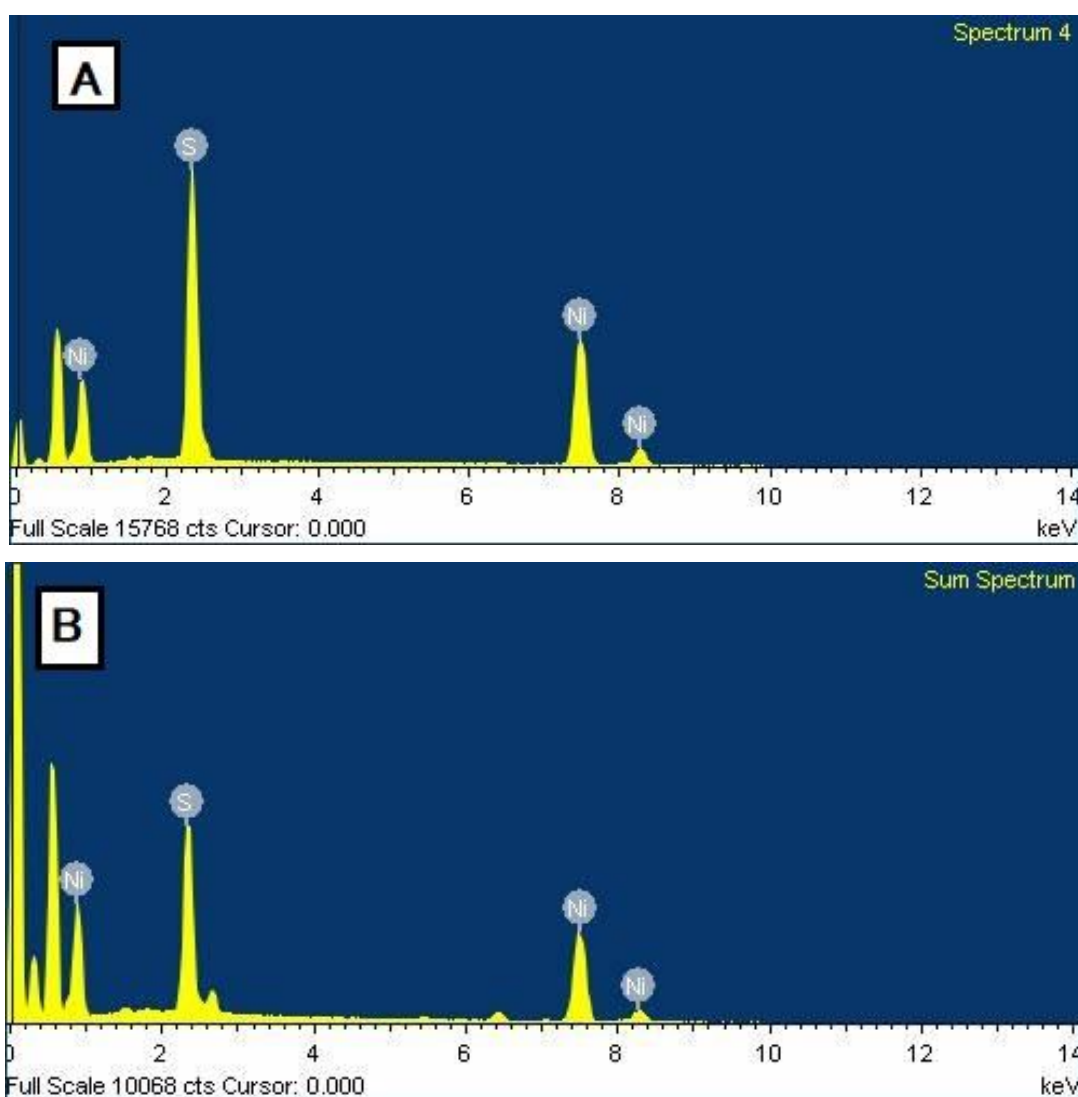 Spectrum 4
A
S
Ni
Ni
Ni
0 2 4 6 8 10 12 14
Full Scale 15768 cts Cursor: 0.000 keV
Sum Spectrum
B
S
Ni
Ni
Ni
0 2 4 6 8 10 12 14
Full Scale 10068 cts Cursor: 0.000 keV